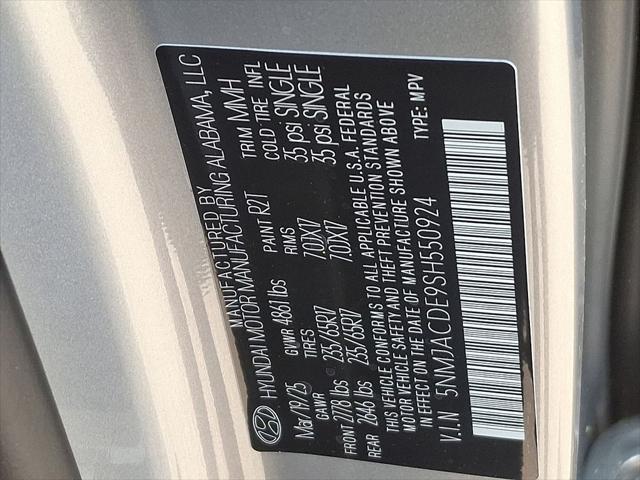 MANUFACTURED BY
HYUNDAI MOTOR MANUFACTURING ALABAMA, LLC
Mar/19/25 GVWR 4861 lbs PAINT R2T TRIM MMH
GAWR TIRES RIMS COLD TIRE INFL
FRONT 2778 lbs 235/65R17 7.0JX17 35 psi SINGLE
REAR 2646 lbs 235/65R17 7.0JX17 35 psi SINGLE
THIS VEHICLE CONFORMS TO ALL APPLICABLE U.S.A. FEDERAL
MOTOR VEHICLE SAFETY AND THEFT PREVENTION STANDARDS
IN EFFECT ON THE DATE OF MANUFACTURE SHOWN ABOVE
V.I.N 5NMJACDE9SH550924 TYPE: MPV